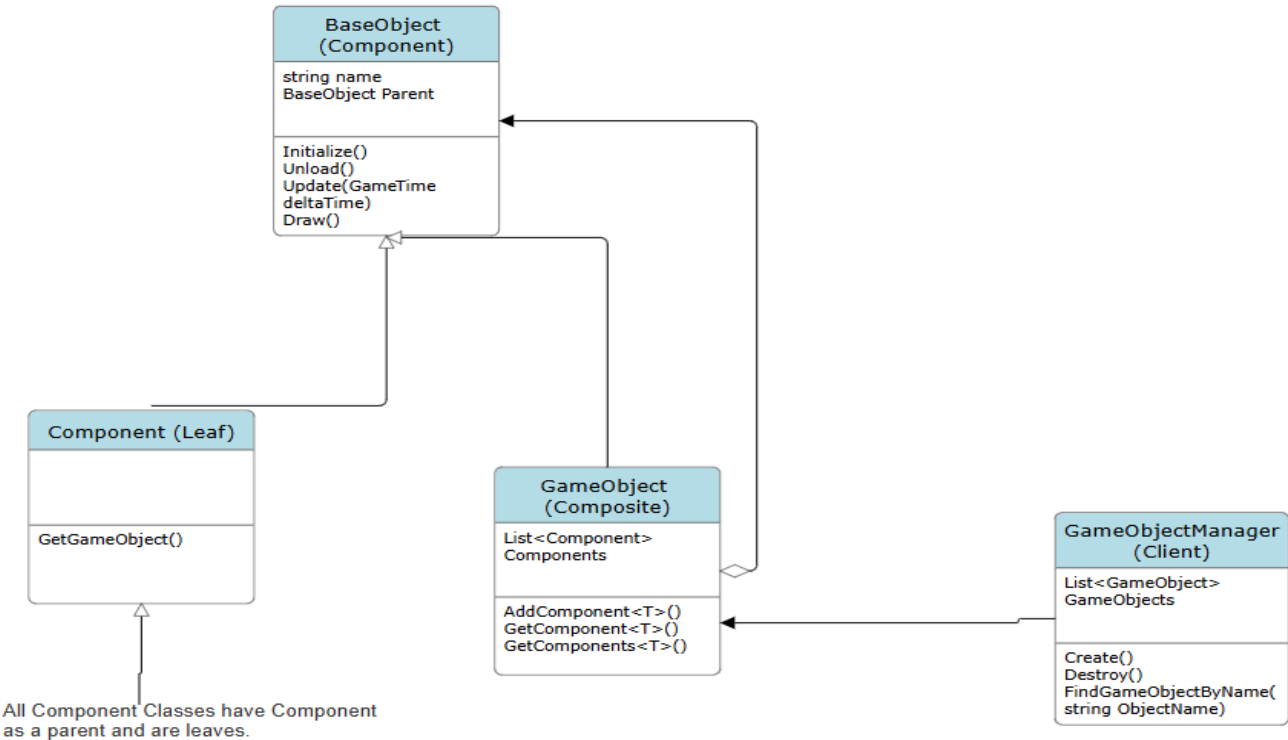 BaseObject
(Component)
string name
BaseObject Parent
Initialize()
Unload()
Update(GameTime
deltaTime)
Draw()
Component (Leaf)
GetGameObject()
All Component Classes have Component
as a parent and are leaves.
GameObject
(Composite)
List<Component>
Components
AddComponent<T>()
GetComponent<T>()
GetComponents<T>()
GameObjectManager
(Client)
List<GameObject>
GameObjects
Create()
Destroy()
FindGameObjectByName(
string ObjectName)